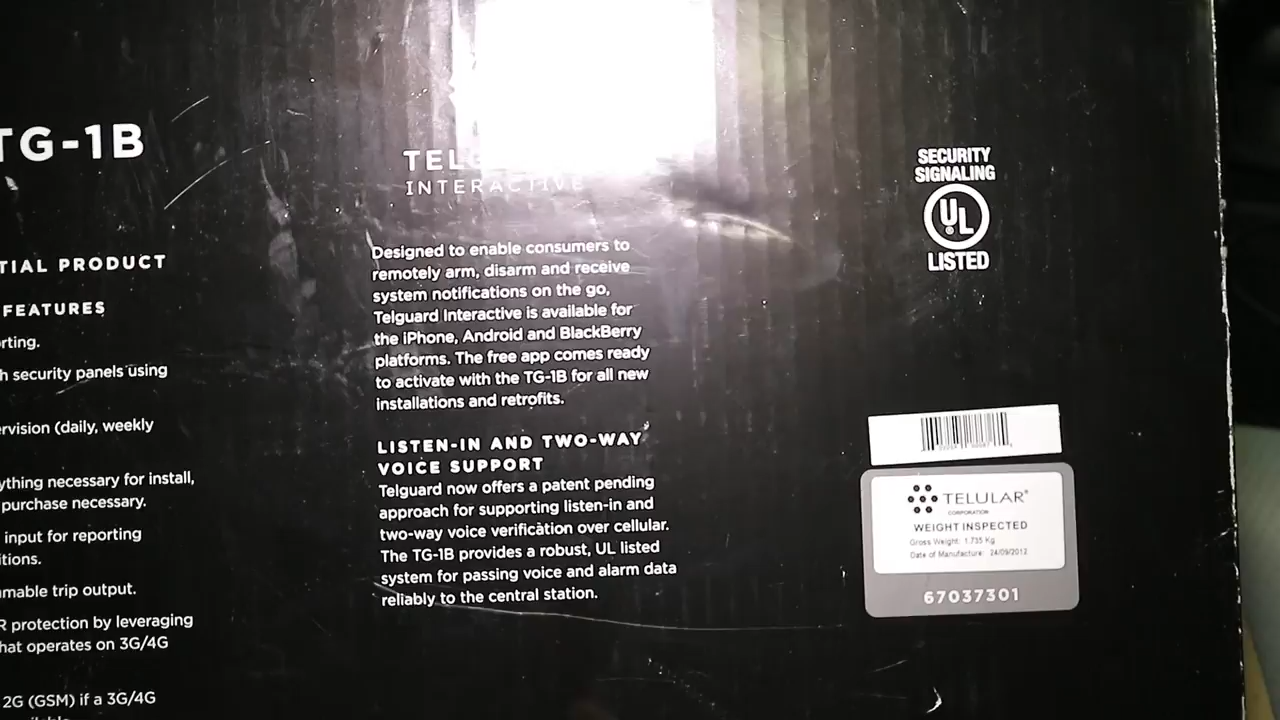 TG-1B
TIAL PRODUCT
FEATURES
rting.
h security panels using
rvision (daily, weekly
ything necessary for install,
purchase necessary.
input for reporting
itions.
mable trip output.
R protection by leveraging
hat operates on 3G/4G
2G (GSM) if a 3G/4G
TEL
INTERACTIVE
Designed to enable consumers to
remotely arm, disarm and receive
system notifications on the go,
Telguard Interactive is available for
the iPhone, Android and BlackBerry
platforms. The free app comes ready
to activate with the TG-1B for all new
installations and retrofits.
LISTEN-IN AND TWO-WAY
VOICE SUPPORT
Telguard now offers a patent pending
approach for supporting listen-in and
two-way voice verification over cellular.
The TG-1B provides a robust, UL listed
system for passing voice and alarm data
reliably to the central station.
SECURITY
SIGNALING
UL®
LISTED
TELULAR®
CORPORATION
WEIGHT INSPECTED
Gross Weight: 1.735 Kg
Date of Manufacture: 24/09/2012
67037301